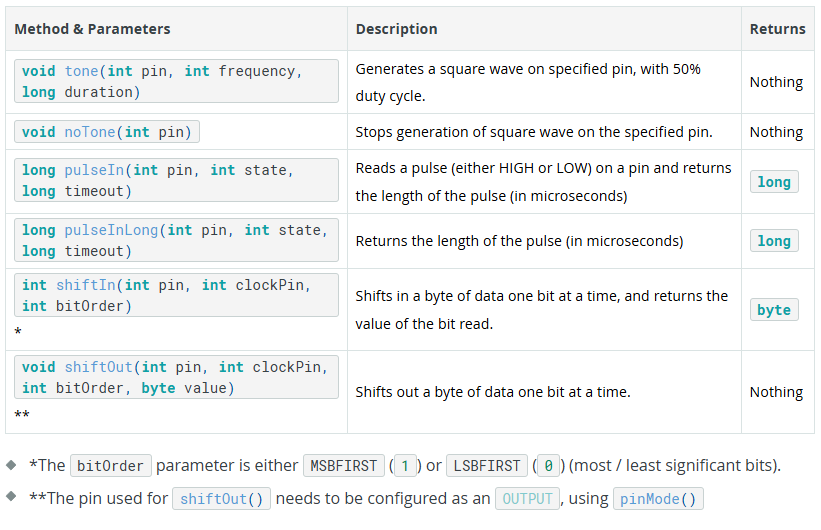 Method & Parameters Description Returns
void tone(int pin, int frequency,
long duration)
Generates a square wave on specified pin, with 50%
duty cycle.
Nothing
void noTone(int pin)
Stops generation of square wave on the specified pin.
Nothing
long pulseIn(int pin, int state,
long timeout)
Reads a pulse (either HIGH or LOW) on a pin and returns
the length of the pulse (in microseconds)
long
long pulseInLong(int pin, int state,
long timeout)
Returns the length of the pulse (in microseconds)
long
int shiftIn(int pin, int clockPin,
int bitOrder)
*
Shifts in a byte of data one bit at a time, and returns the
value of the bit read.
byte
void shiftOut(int pin, int clockPin,
int bitOrder, byte value)
**
Shifts out a byte of data one bit at a time.
Nothing
*The bitOrder parameter is either MSBFIRST (1) or LSBFIRST (0) (most / least significant bits).
**The pin used for shiftOut() needs to be configured as an OUTPUT, using pinMode()